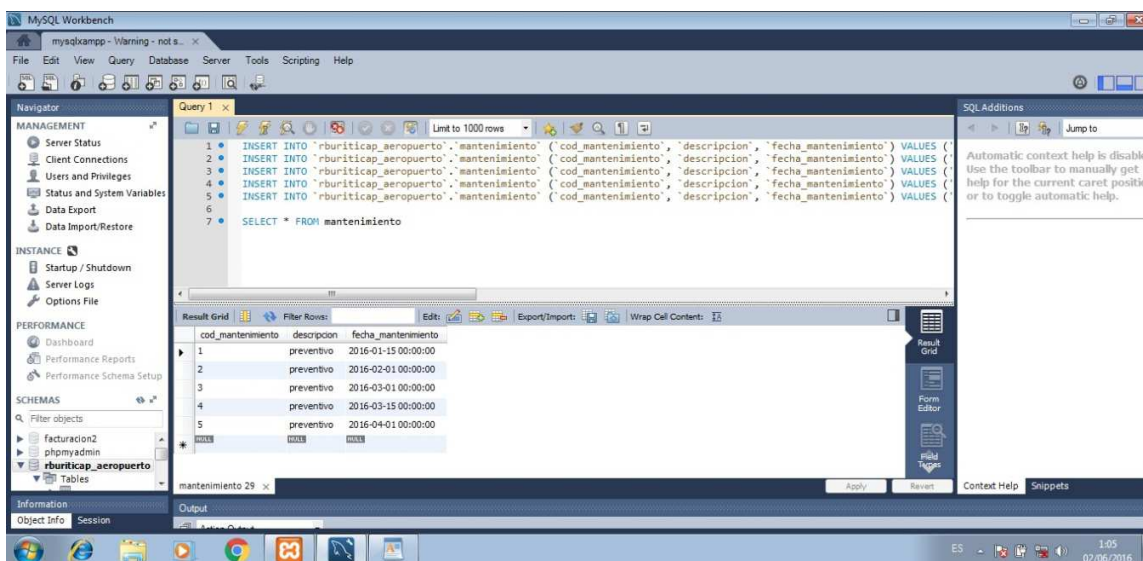 MySQL Workbench
mysqlxampp - Warning - not s...
File Edit View Query Database Server Tools Scripting Help
Navigator
MANAGEMENT
Server Status
Client Connections
Users and Privileges
Status and System Variables
Data Export
Data Import/Restore
INSTANCE
Startup / Shutdown
Server Logs
Options File
PERFORMANCE
Dashboard
Performance Reports
Performance Schema Setup
SCHEMAS
Filter objects
facturacion2
phpmyadmin
rburiticap_aeropuerto
Tables
Information
Object Info Session
Query 1
Limit to 1000 rows
1 INSERT INTO `rburiticap_aeropuerto`.`mantenimiento` (`cod_mantenimiento`, `descripcion`, `fecha_mantenimiento`) VALUES ('
2 INSERT INTO `rburiticap_aeropuerto`.`mantenimiento` (`cod_mantenimiento`, `descripcion`, `fecha_mantenimiento`) VALUES ('
3 INSERT INTO `rburiticap_aeropuerto`.`mantenimiento` (`cod_mantenimiento`, `descripcion`, `fecha_mantenimiento`) VALUES ('
4 INSERT INTO `rburiticap_aeropuerto`.`mantenimiento` (`cod_mantenimiento`, `descripcion`, `fecha_mantenimiento`) VALUES ('
5 INSERT INTO `rburiticap_aeropuerto`.`mantenimiento` (`cod_mantenimiento`, `descripcion`, `fecha_mantenimiento`) VALUES ('
6
7 SELECT * FROM mantenimiento
Result Grid Filter Rows: Edit: Export/Import: Wrap Cell Content:
cod_mantenimiento descripcion fecha_mantenimiento
1 preventivo 2016-01-15 00:00:00
2 preventivo 2016-02-01 00:00:00
3 preventivo 2016-03-01 00:00:00
4 preventivo 2016-03-15 00:00:00
5 preventivo 2016-04-01 00:00:00
NULL NULL NULL
Result Grid
Form Editor
Field Types
mantenimiento 29
Apply Revert
Output
Action Output
SQL Additions
Jump to
Automatic context help is disabl
Use the toolbar to manually get
help for the current caret positi
or to toggle automatic help.
Context Help Snippets
ES
1:05
02/06/2016